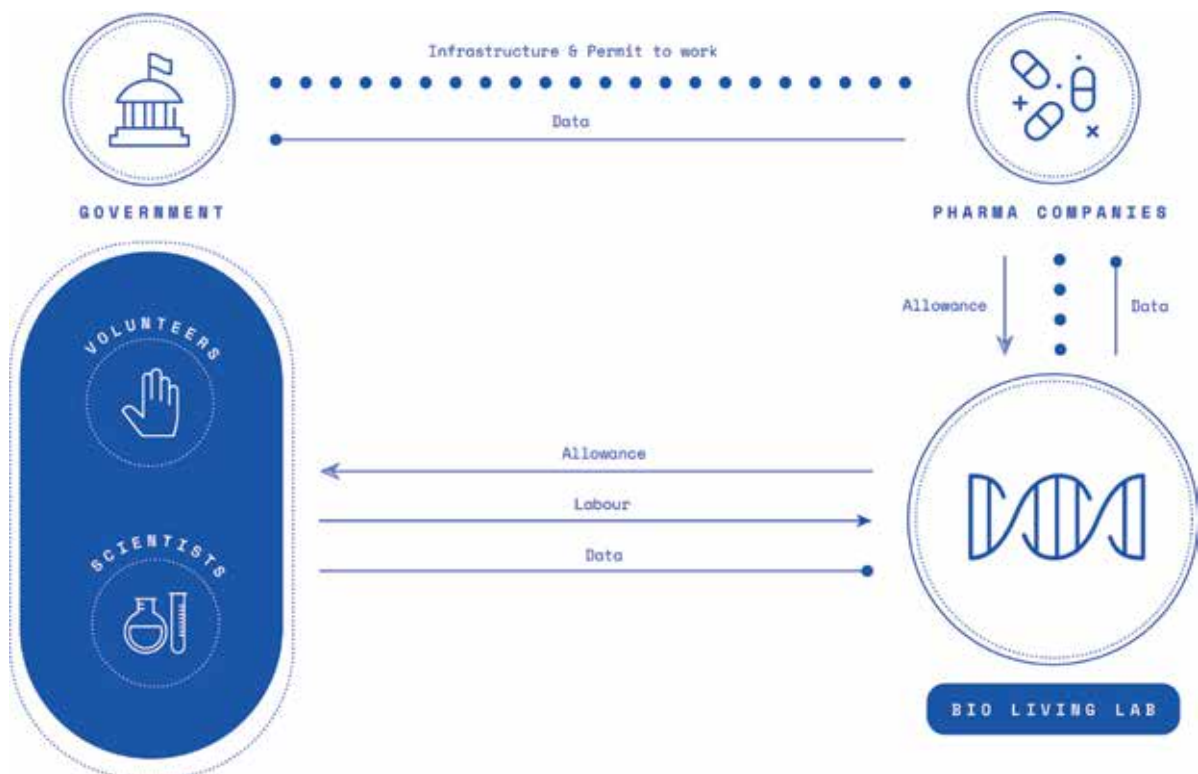 Infrastructure & Permit to work
Data
GOVERNMENT
PHARMA COMPANIES
Allowance
Data
VOLUNTEERS
Allowance
Labour
Data
SCIENTISTS
BIO LIVING LAB